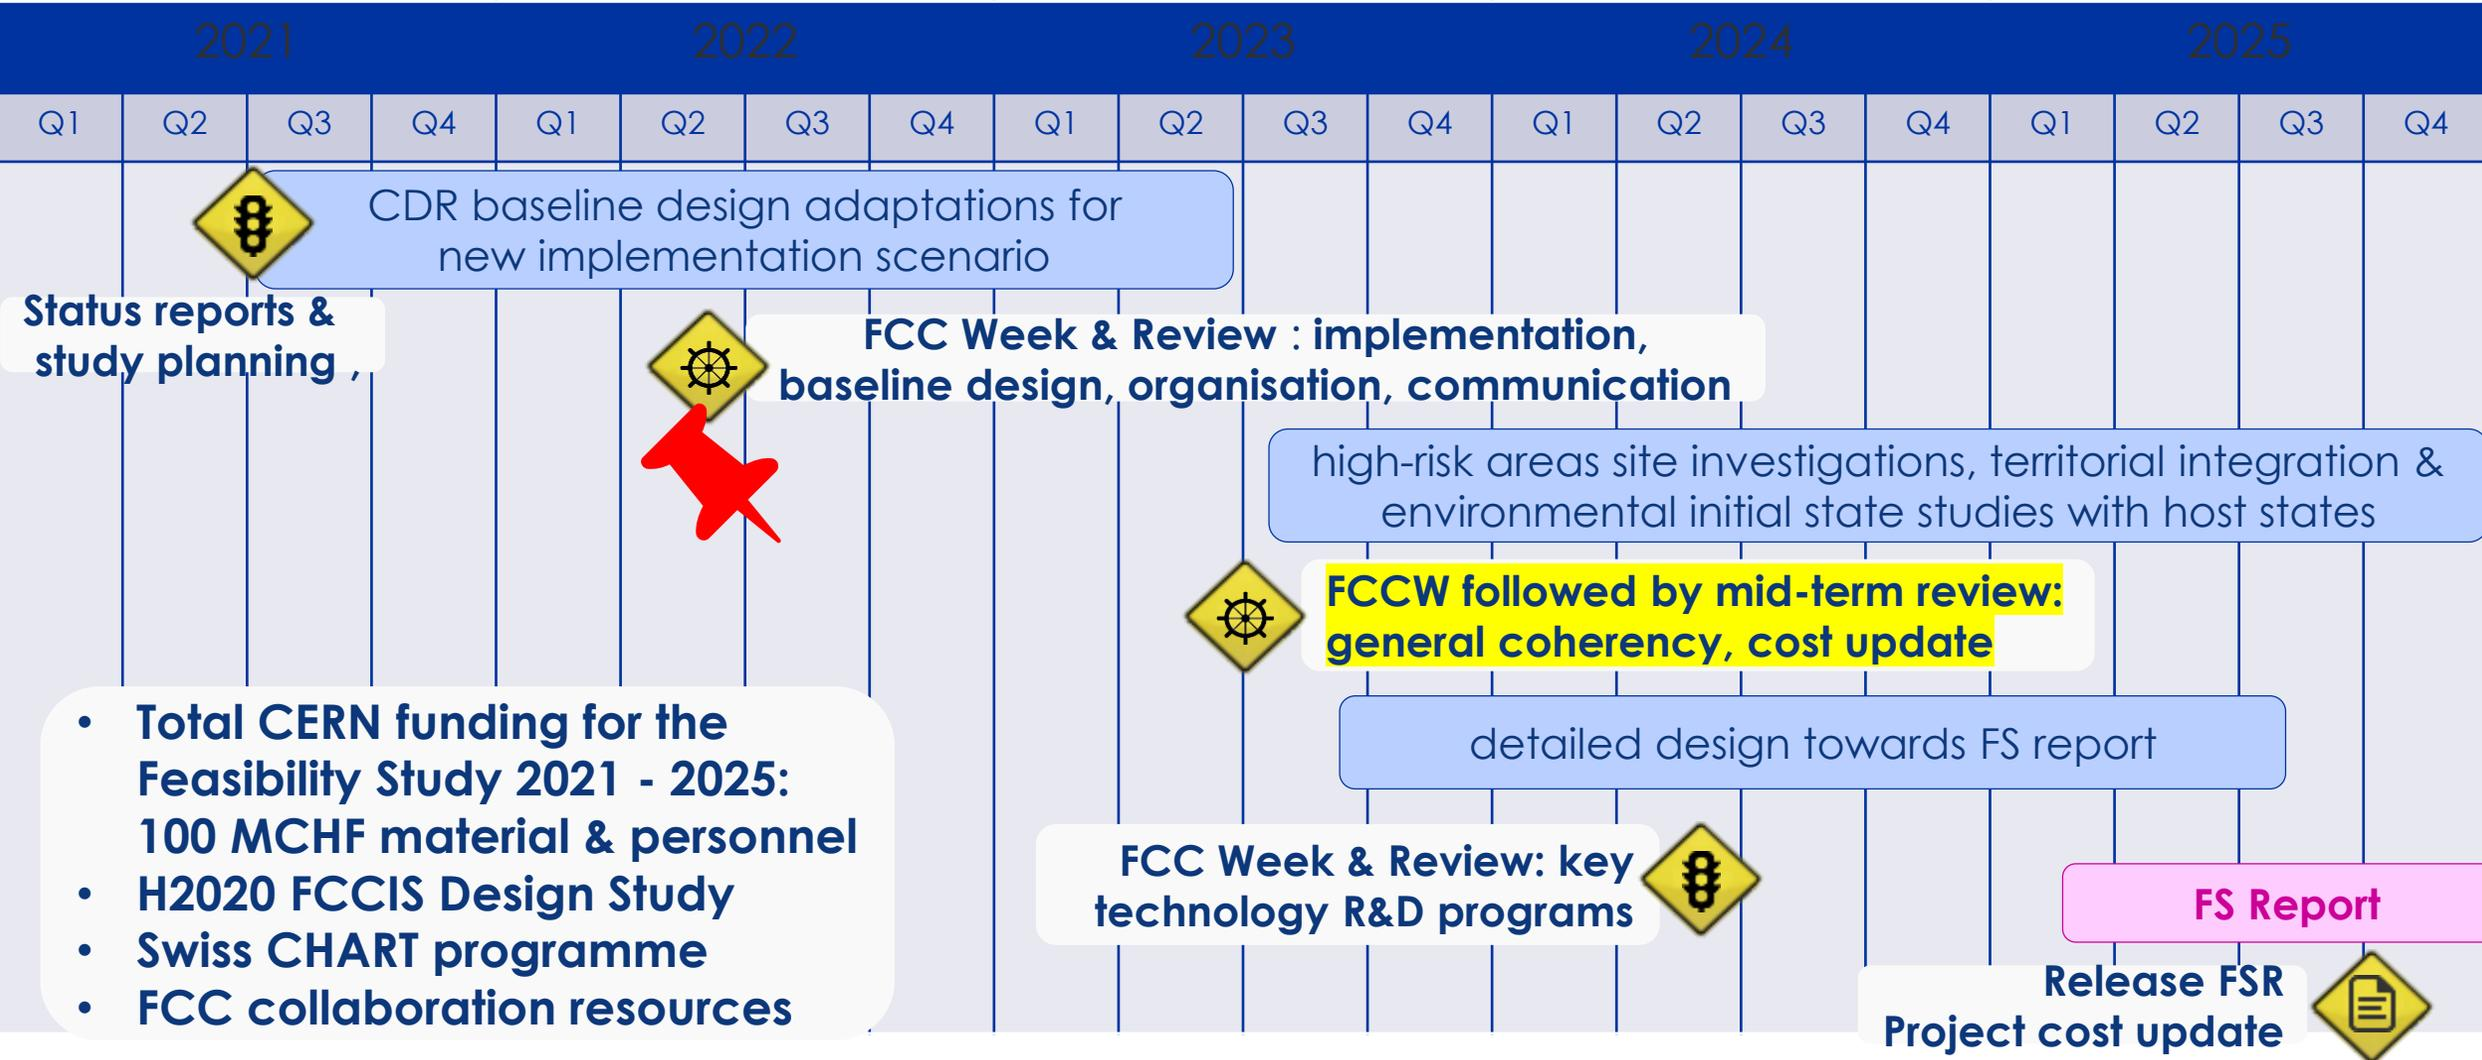 2021 2022 2023 2024 2025
Q1 Q2 Q3 Q4 Q1 Q2 Q3 Q4 Q1 Q2 Q3 Q4 Q1 Q2 Q3 Q4 Q1 Q2 Q3 Q4
CDR baseline design adaptations for
new implementation scenario
Status reports &
study planning ,
FCC Week & Review : implementation,
baseline design, organisation, communication
high-risk areas site investigations, territorial integration &
environmental initial state studies with host states
FCCW followed by mid-term review:
general coherency, cost update
• Total CERN funding for the
Feasibility Study 2021 - 2025:
100 MCHF material & personnel
• H2020 FCCIS Design Study
• Swiss CHART programme
• FCC collaboration resources
detailed design towards FS report
FCC Week & Review: key
technology R&D programs
FS Report
Release FSR
Project cost update